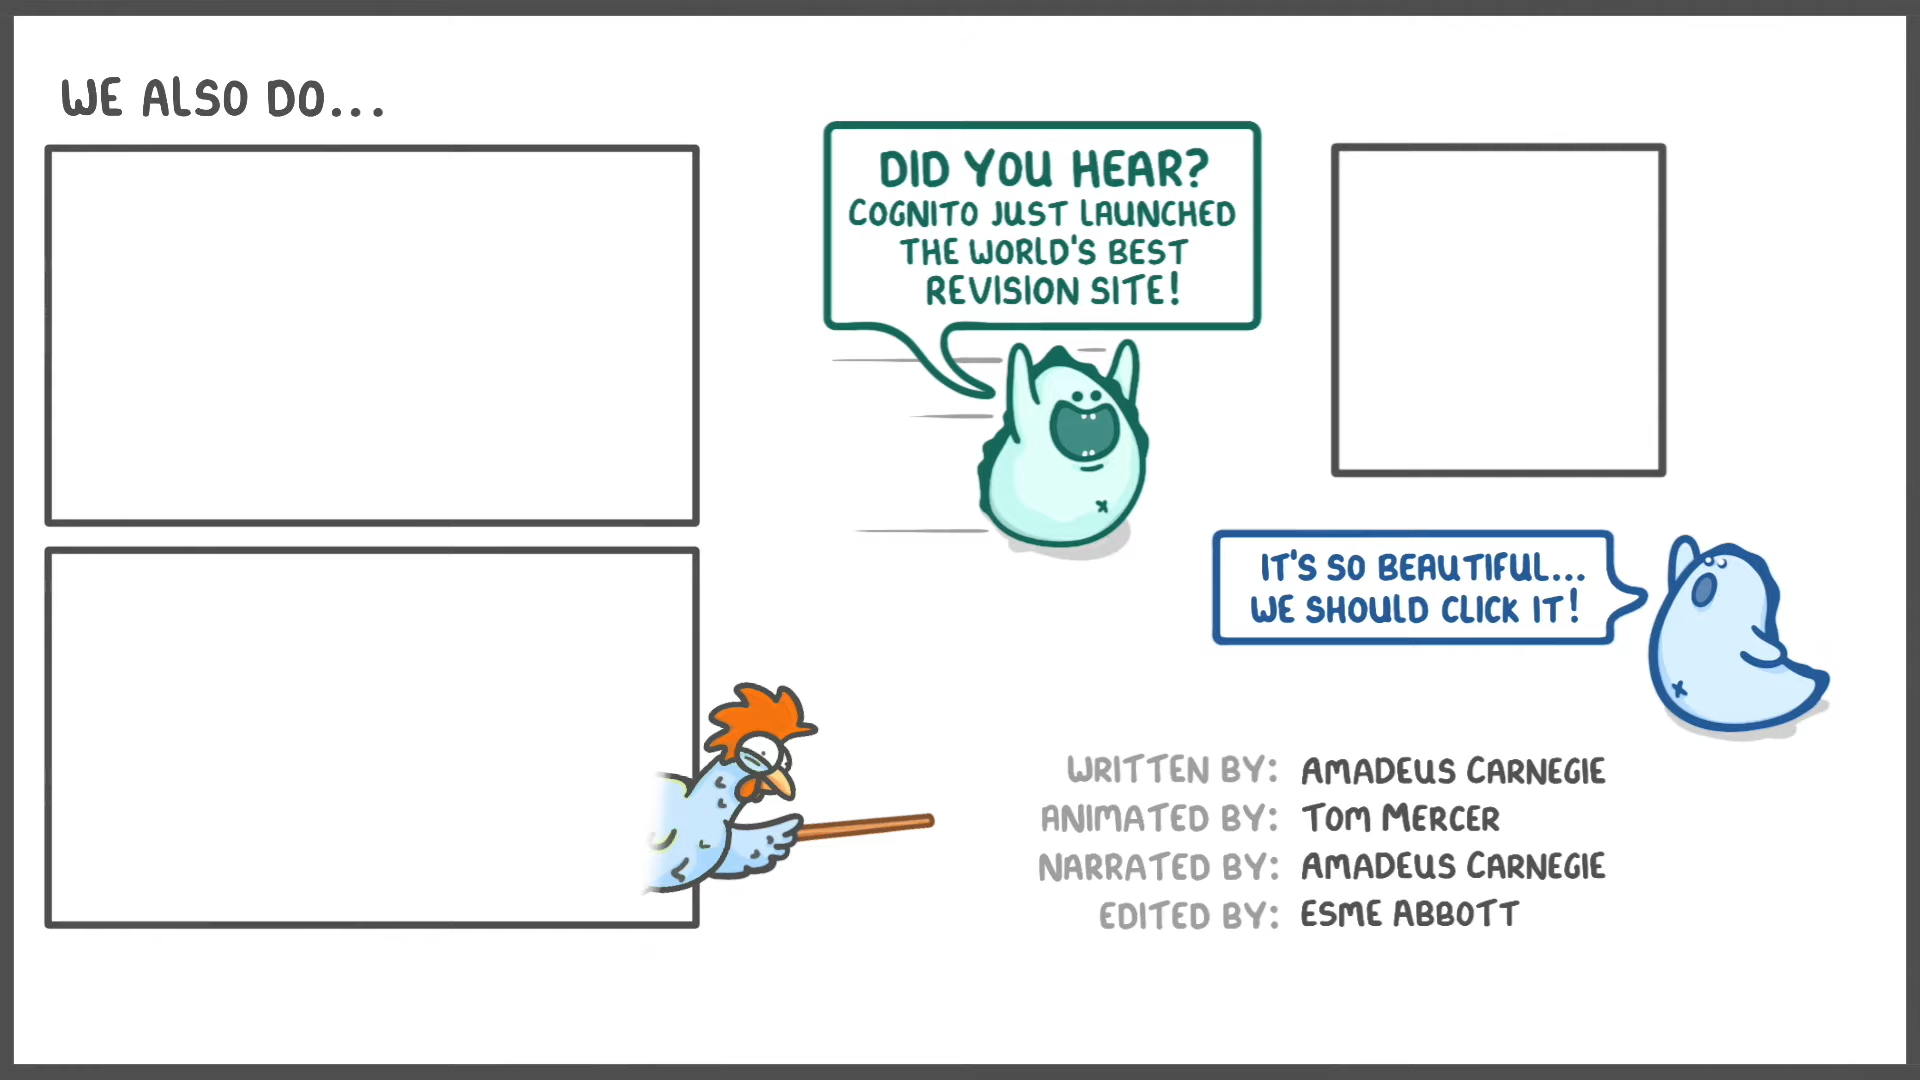 WE ALSO DO...
DID YOU HEAR?
COGNITO JUST LAUNCHED
THE WORLD'S BEST
REVISION SITE!
IT'S SO BEAUTIFUL...
WE SHOULD CLICK IT!
WRITTEN BY: AMADEUS CARNEGIE
ANIMATED BY: TOM MERCER
NARRATED BY: AMADEUS CARNEGIE
EDITED BY: ESME ABBOTT